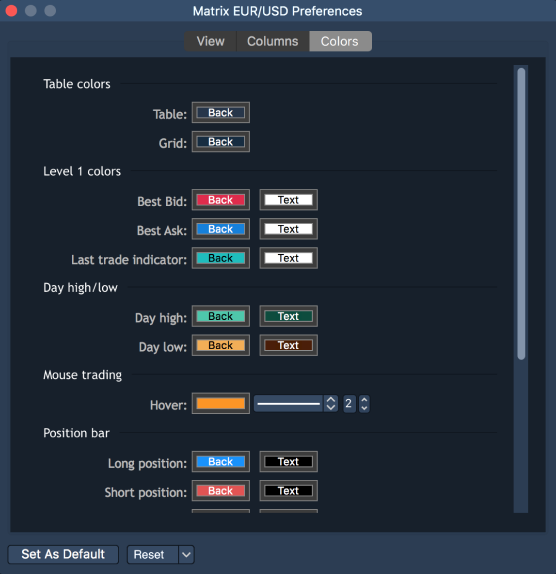 Matrix EUR/USD Preferences
View Columns Colors
Table colors
Table: Back
Grid: Back
Level 1 colors
Best Bid: Back Text
Best Ask: Back Text
Last trade indicator: Back Text
Day high/low
Day high: Back Text
Day low: Back Text
Mouse trading
Hover: 2
Position bar
Long position: Back Text
Short position: Back Text
Set As Default Reset